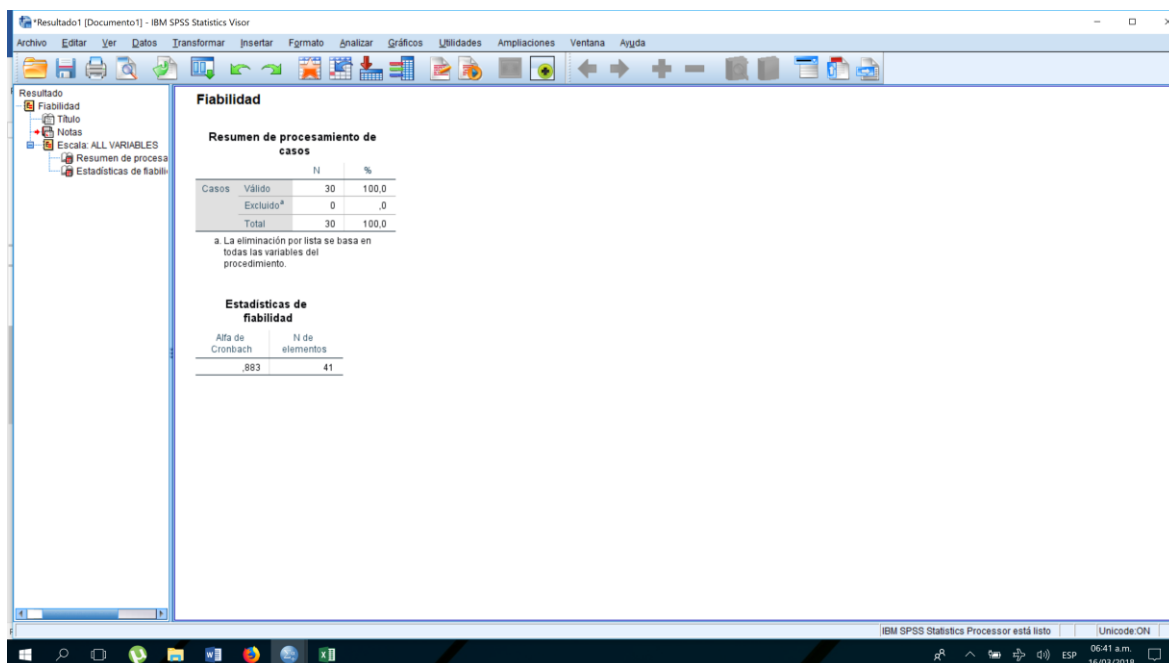 *Resultado1 [Documento1] - IBM SPSS Statistics Visor
Archivo Editar Ver Datos Transformar Insertar Formato Analizar Gráficos Utilidades Ampliaciones Ventana Ayuda
Resultado
Fiabilidad
Título
Notas
Escala: ALL VARIABLES
Resumen de procesa
Estadísticas de fiabili
Fiabilidad
Resumen de procesamiento de
casos
N %
Casos Válido 30 100,0
Excluido a 0 ,0
Total 30 100,0
a. La eliminación por lista se basa en
todas las variables del
procedimiento.
Estadísticas de
fiabilidad
Alfa de N de
Cronbach elementos
,883 41
IBM SPSS Statistics Processor está listo Unicode:ON
ESP 06:41 a.m.
16/03/2018